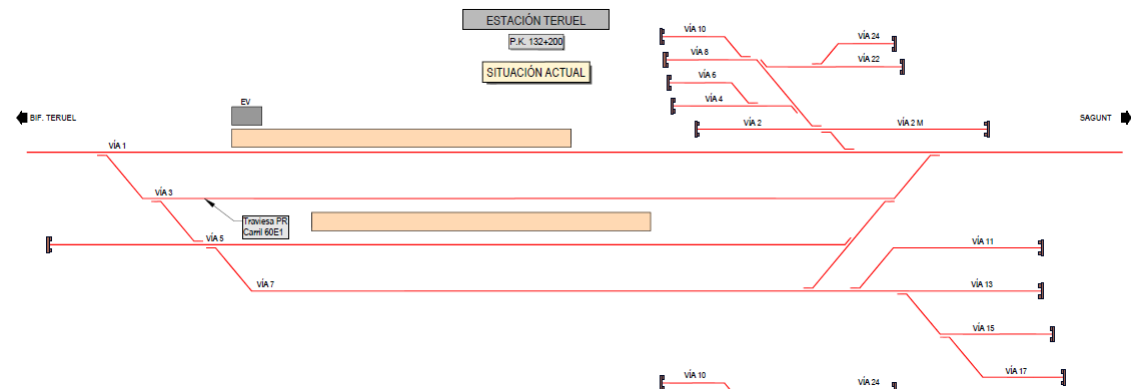 ESTACIÓN TERUEL
P.K. 132+200
SITUACIÓN ACTUAL
VÍA 10
VÍA 24
VÍA 8
VÍA 22
VÍA 6
VÍA 4
EV
BIF. TERUEL
VÍA 2
VÍA 2 M
SAGUNT
VÍA 1
VÍA 3
Traviesa PR
Carril 60E1
VÍA 5
VÍA 11
VÍA 7
VÍA 13
VÍA 15
VÍA 17
VÍA 10
VÍA 24